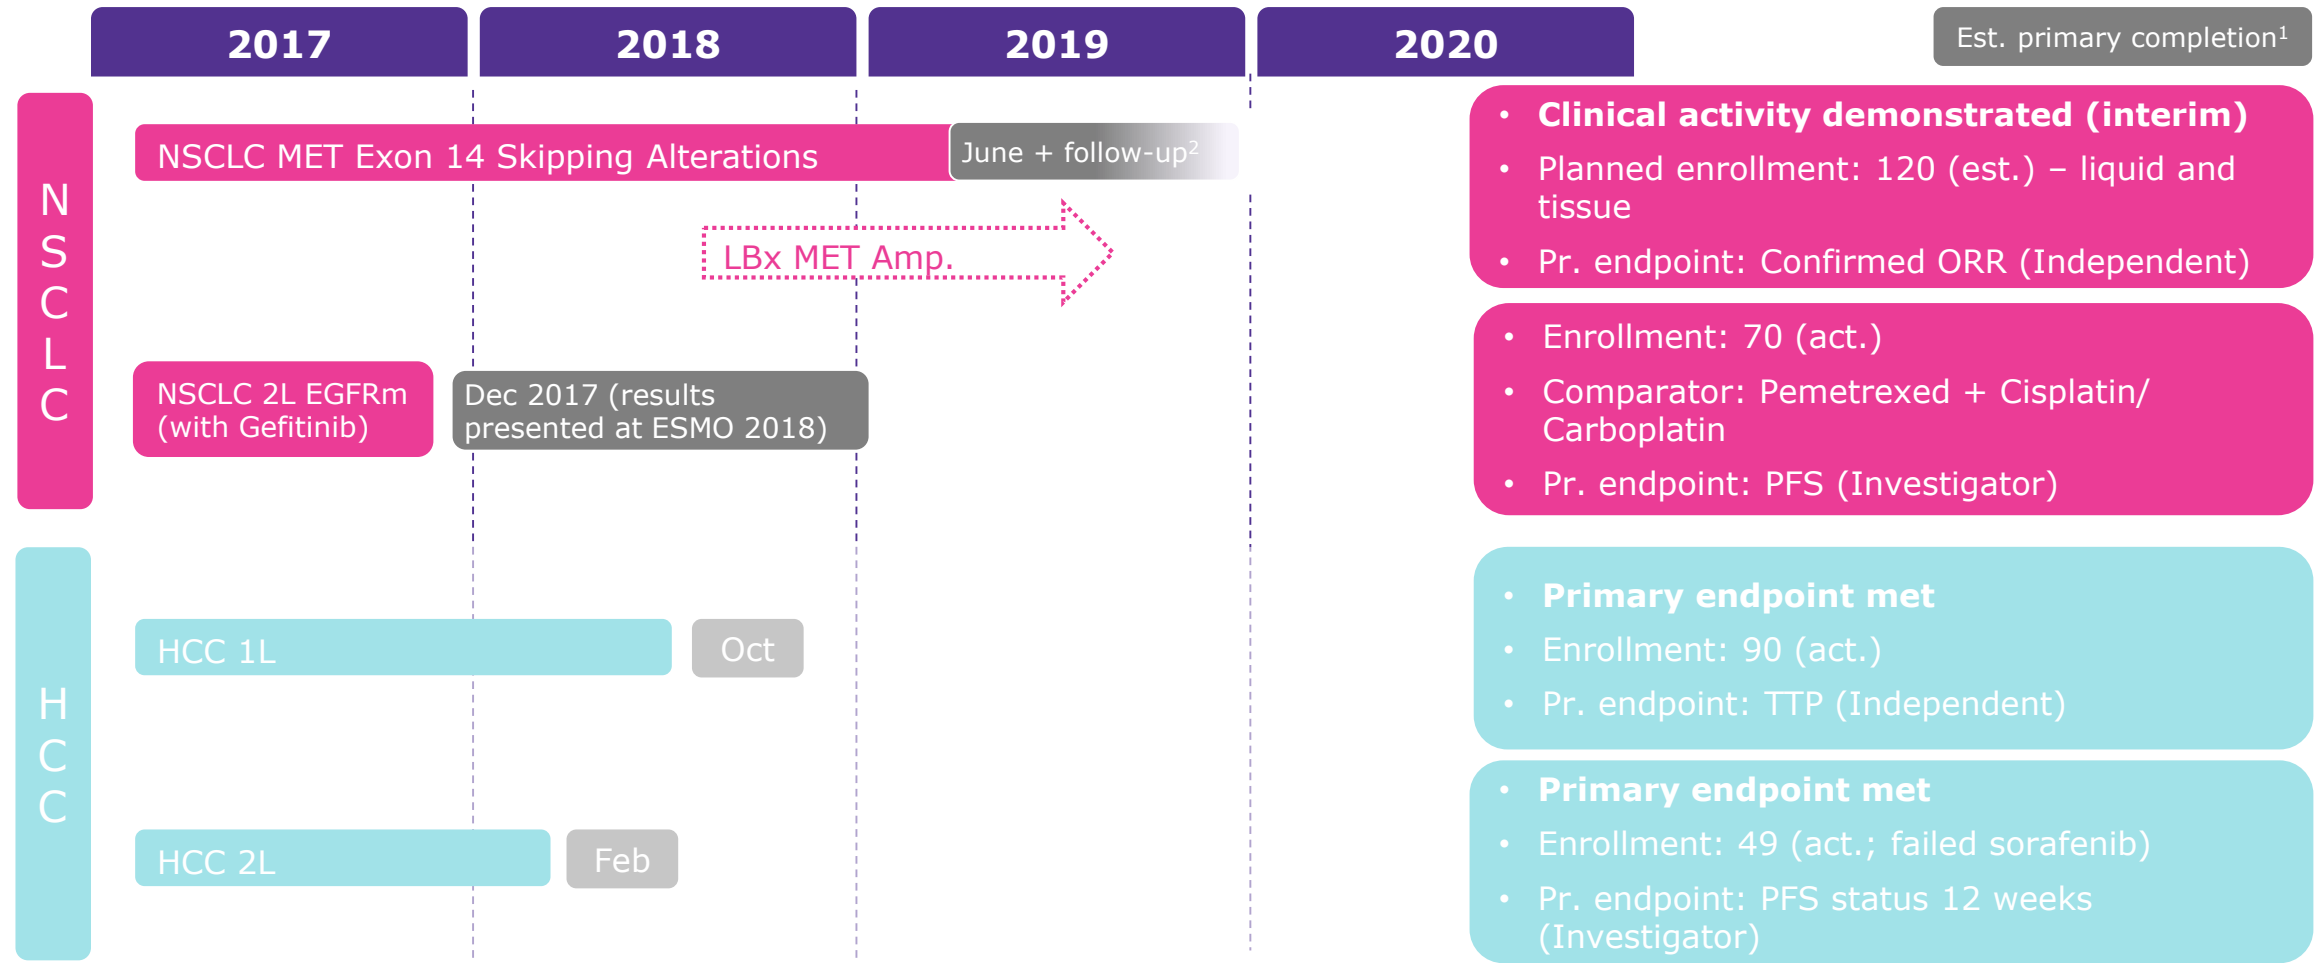 2017
2018
2019
2020
Est. primary completion¹
NSCLC
NSCLC MET Exon 14 Skipping Alterations
June + follow-up²
LBx MET Amp.
• Clinical activity demonstrated (interim)
• Planned enrollment: 120 (est.) – liquid and
tissue
• Pr. endpoint: Confirmed ORR (Independent)
NSCLC 2L EGFRm
(with Gefitinib)
Dec 2017 (results
presented at ESMO 2018)
• Enrollment: 70 (act.)
• Comparator: Pemetrexed + Cisplatin/
Carboplatin
• Pr. endpoint: PFS (Investigator)
HCC
HCC 1L
Oct
• Primary endpoint met
• Enrollment: 90 (act.)
• Pr. endpoint: TTP (Independent)
HCC 2L
Feb
• Primary endpoint met
• Enrollment: 49 (act.; failed sorafenib)
• Pr. endpoint: PFS status 12 weeks
(Investigator)